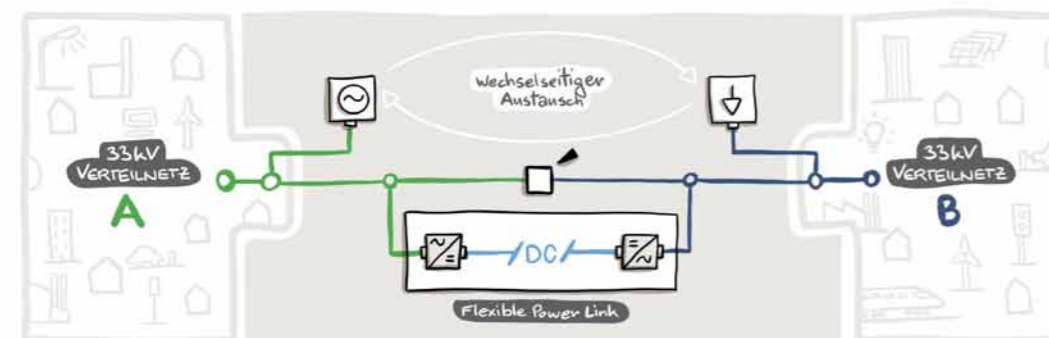 wechselseitiger
Austausch
33kV
VERTEILNETZ
A
33kV
VERTEILNETZ
B
DC
Flexible Power Link